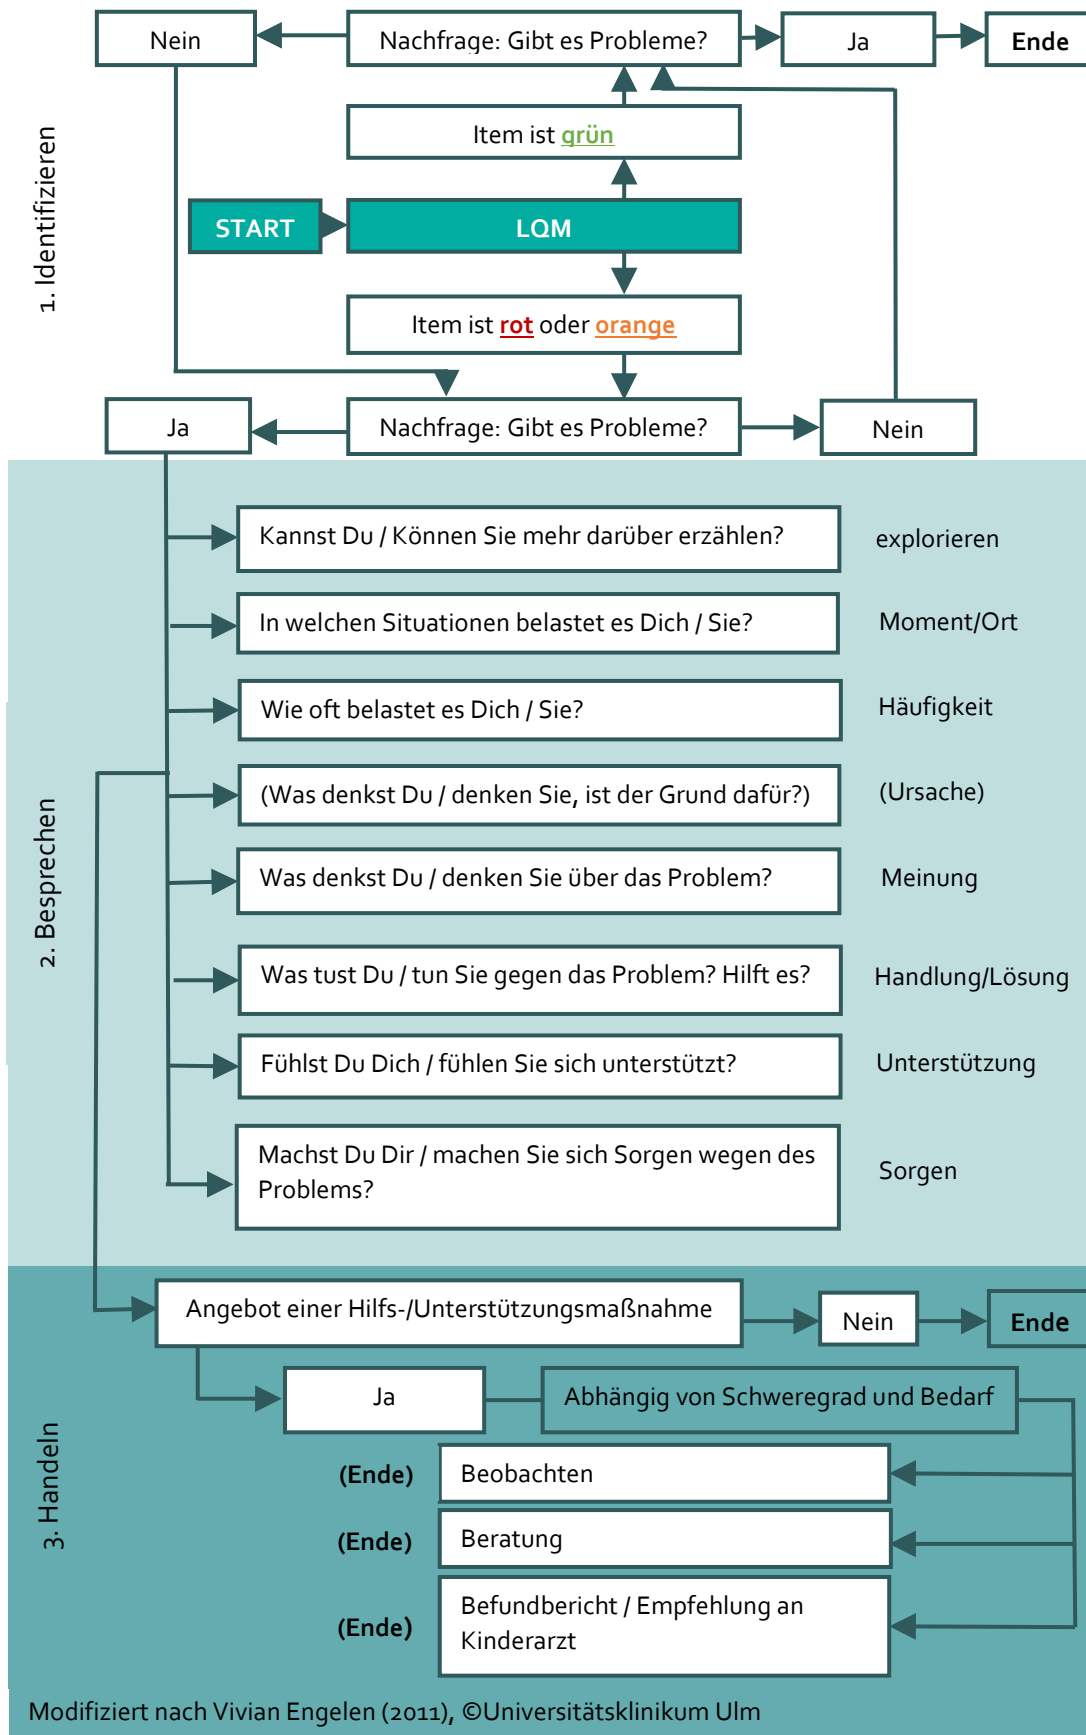 Nein
Nachfrage: Gibt es Probleme?
Ja
Ende
Item ist grün
1. Identifizieren
START
LQM
Item ist rot oder orange
Ja
Nachfrage: Gibt es Probleme?
Nein
2. Besprechen
Kannst Du / Können Sie mehr darüber erzählen?
explorieren
In welchen Situationen belastet es Dich / Sie?
Moment/Ort
Wie oft belastet es Dich / Sie?
Häufigkeit
(Was denkst Du / denken Sie, ist der Grund dafür?)
(Ursache)
Was denkst Du / denken Sie über das Problem?
Meinung
Was tust Du / tun Sie gegen das Problem? Hilft es?
Handlung/Lösung
Fühlst Du Dich / fühlen Sie sich unterstützt?
Unterstützung
Machst Du Dir / machen Sie sich Sorgen wegen des
Problems?
Sorgen
3. Handeln
Angebot einer Hilfs-/Unterstützungsmaßnahme
Nein
Ende
Ja
Abhängig von Schweregrad und Bedarf
(Ende)
Beobachten
(Ende)
Beratung
(Ende)
Befundbericht / Empfehlung an
Kinderarzt
Modifiziert nach Vivian Engelen (2011), ©Universitätsklinikum Ulm